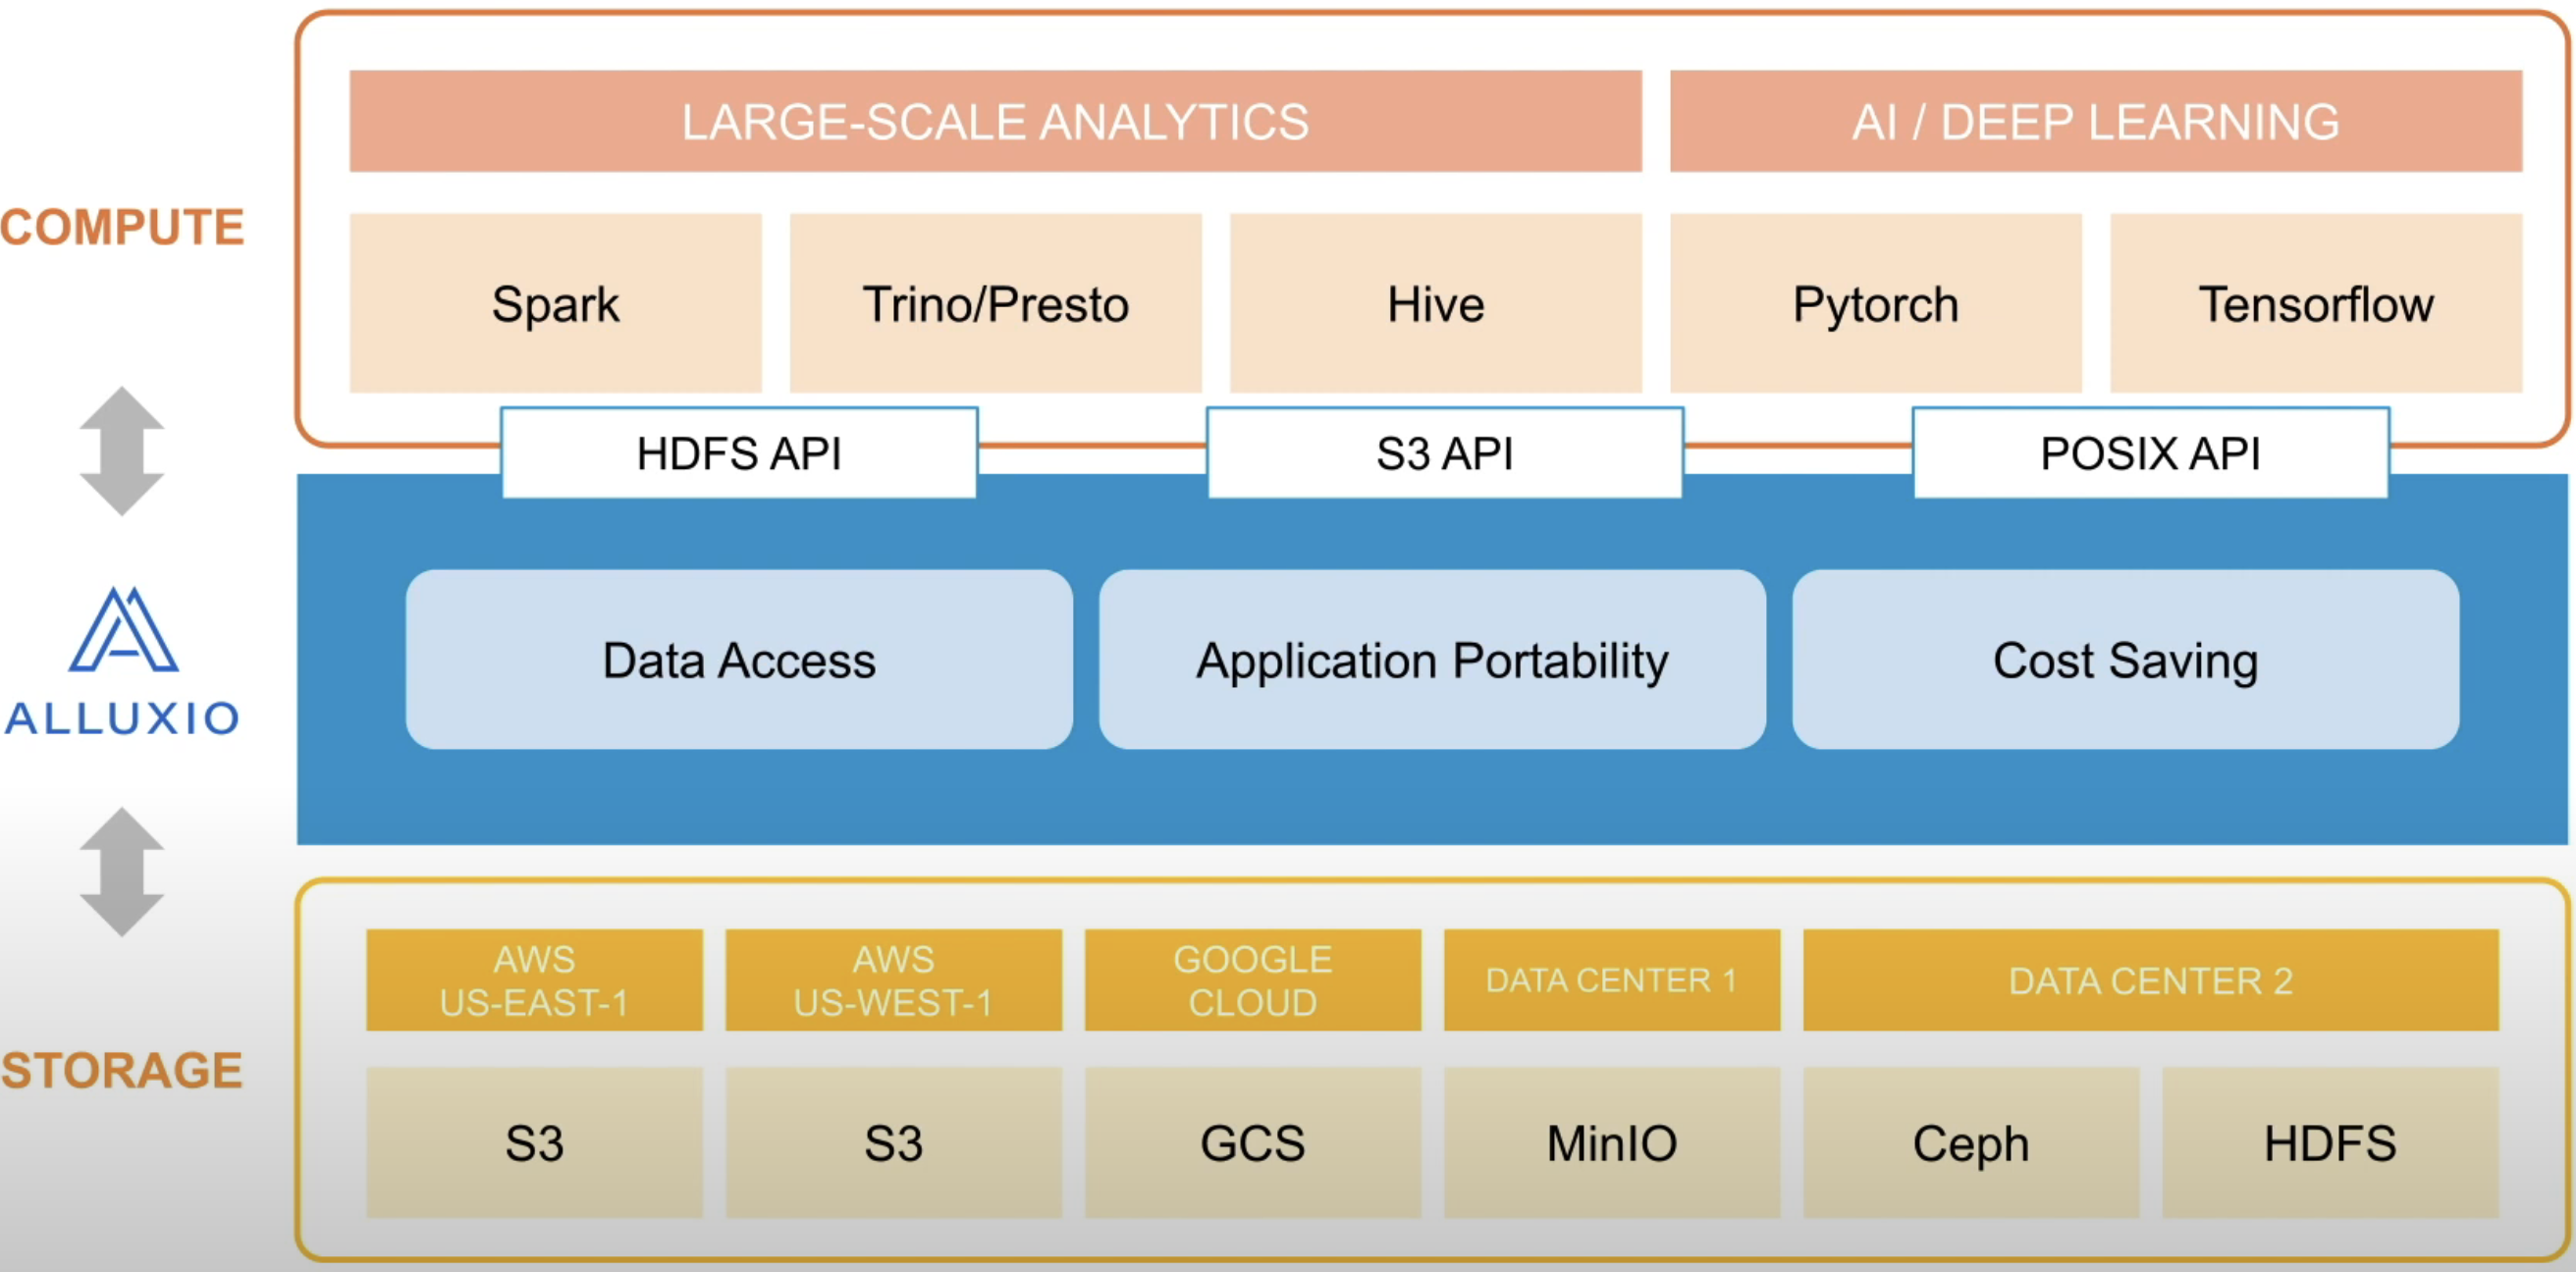 LARGE-SCALE ANALYTICS
AI / DEEP LEARNING
COMPUTE
Spark
Trino/Presto
Hive
Pytorch
Tensorflow
HDFS API
S3 API
POSIX API
ALLUXIO
Data Access
Application Portability
Cost Saving
AWS
US-EAST-1
AWS
US-WEST-1
GOOGLE
CLOUD
DATA CENTER 1
DATA CENTER 2
STORAGE
S3
S3
GCS
MinIO
Ceph
HDFS